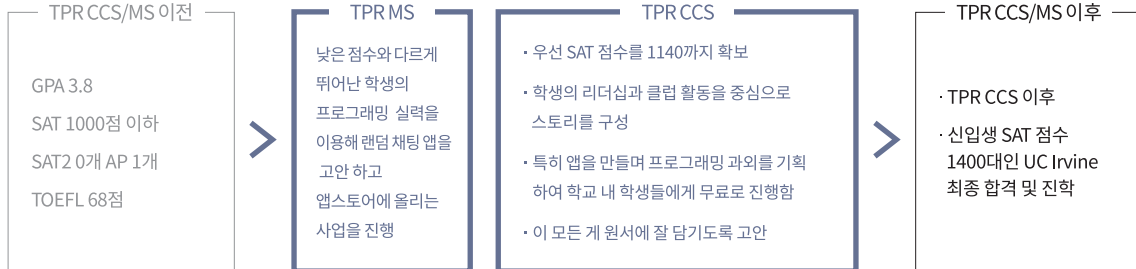 TPR CCS/MS 이전
GPA 3.8
SAT 1000점 이하
SAT2 0개 AP 1개
TOEFL 68점
TPR MS
낮은 점수와 다르게
뛰어난 학생의
프로그래밍 실력을
이용해 랜덤 채팅 앱을
고안 하고
앱스토어에 올리는
사업을 진행
TPR CCS
· 우선 SAT 점수를 1140까지 확보
· 학생의 리더십과 클럽 활동을 중심으로
스토리를 구성
· 특히 앱을 만들며 프로그래밍 과외를 기획
하여 학교 내 학생들에게 무료로 진행함
· 이 모든 게 원서에 잘 담기도록 고안
TPR CCS/MS 이후
· TPR CCS 이후
· 신입생 SAT 점수
1400대인 UC Irvine
최종 합격 및 진학